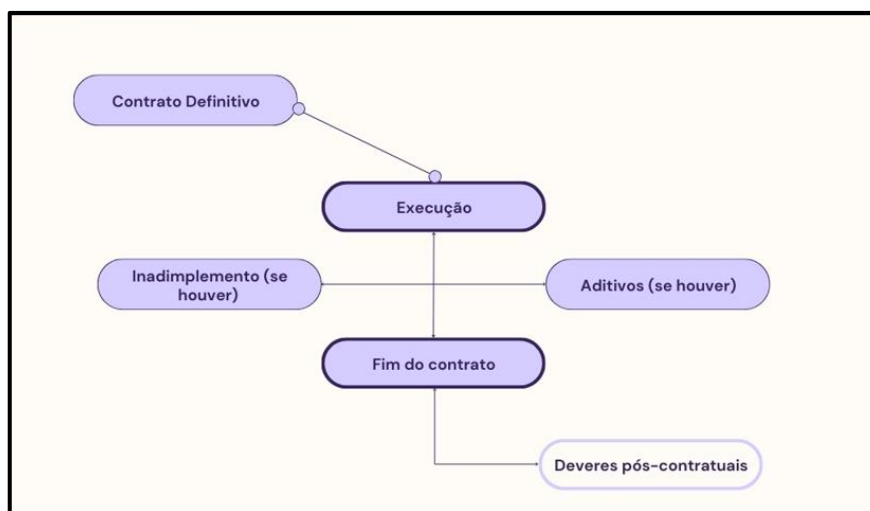 Contrato Definitivo
Execução
Inadimplemento (se
houver)
Aditivos (se houver)
Fim do contrato
Deveres pós-contratuais